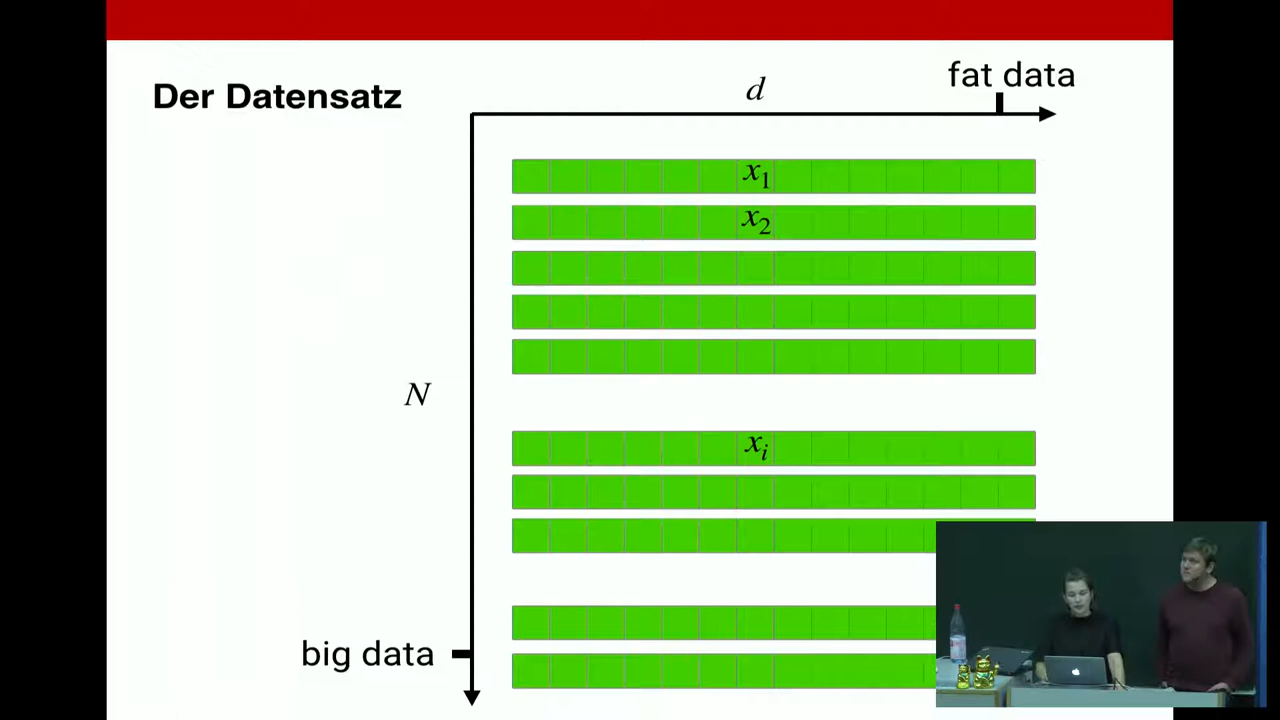 Der Datensatz
d
fat data
x₁
x₂
N
xᵢ
big data